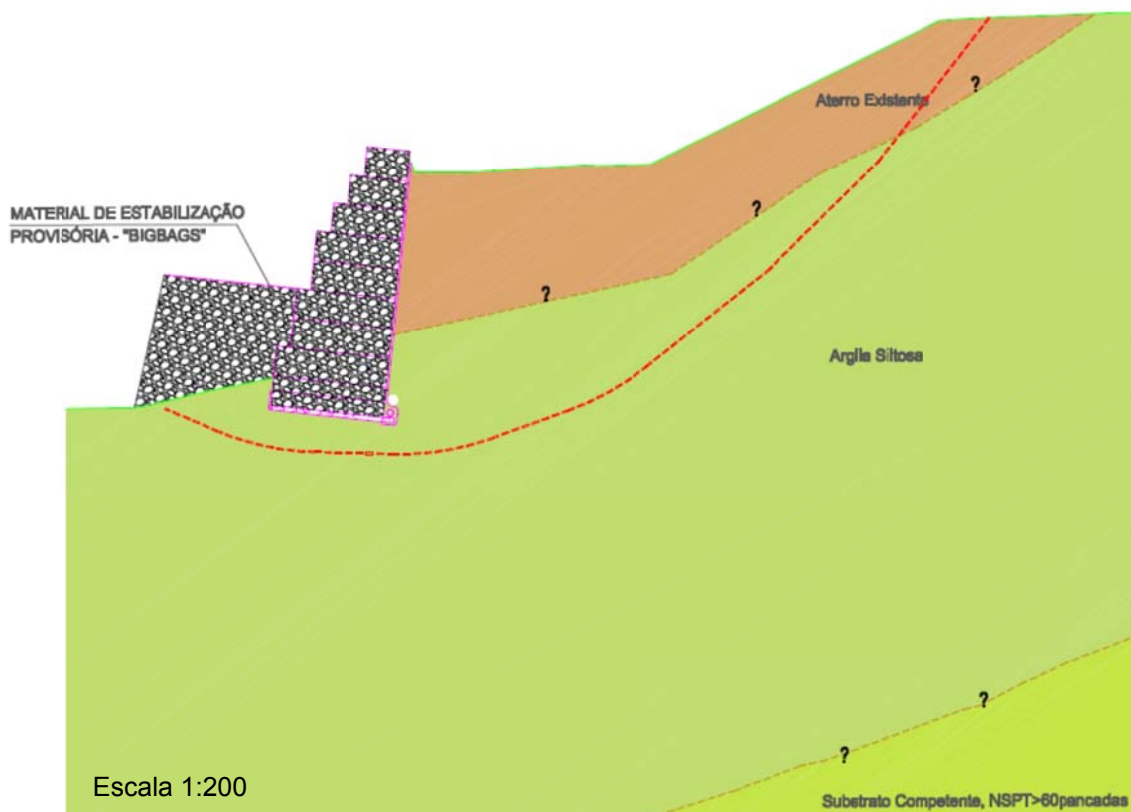 Aterro Existente
?
MATERIAL DE ESTABILIZAÇÃO
PROVISÓRIA - "BIGBAGS"
?
?
Argila Siltosa
?
?
Escala 1:200
Substrato Competente, NSPT>60pancadas